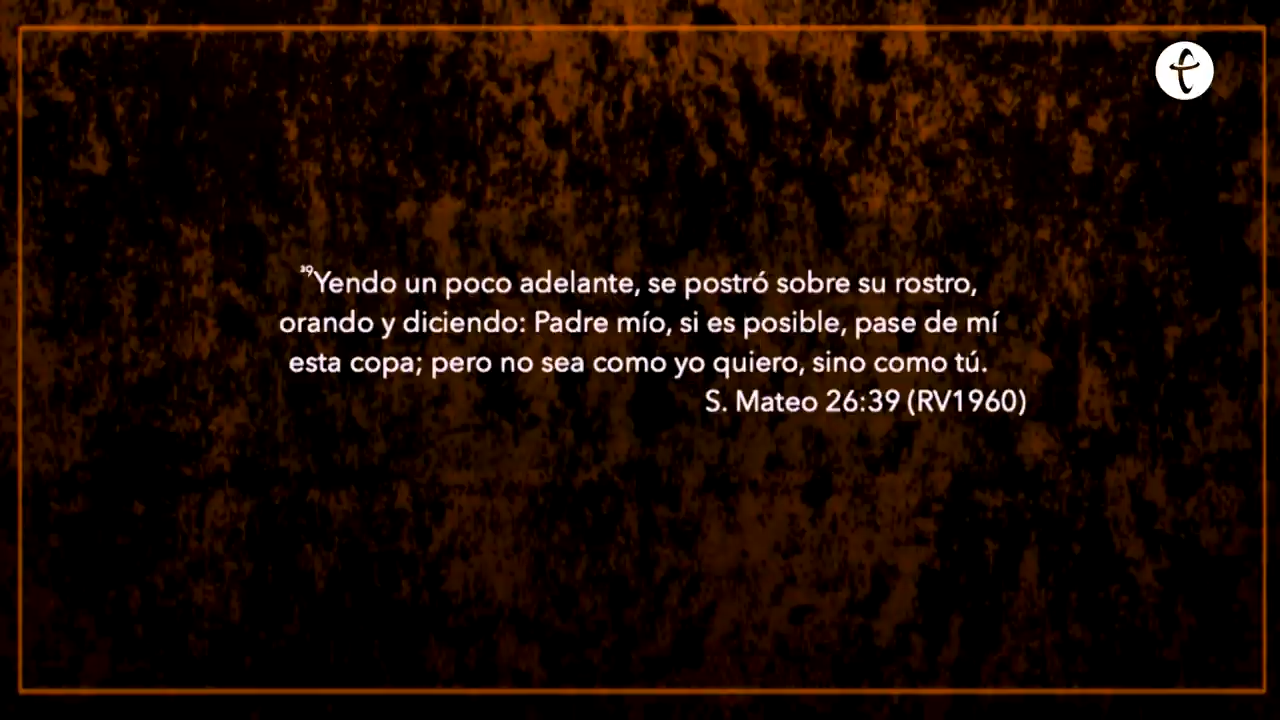 ³⁹Yendo un poco adelante, se postró sobre su rostro,
orando y diciendo: Padre mío, si es posible, pase de mí
esta copa; pero no sea como yo quiero, sino como tú.
S. Mateo 26:39 (RV1960)